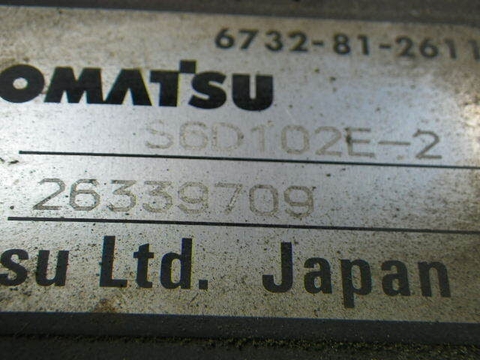 6732-81-2611
OMATSU
S6D102E-2
26339709
su Ltd. Japan